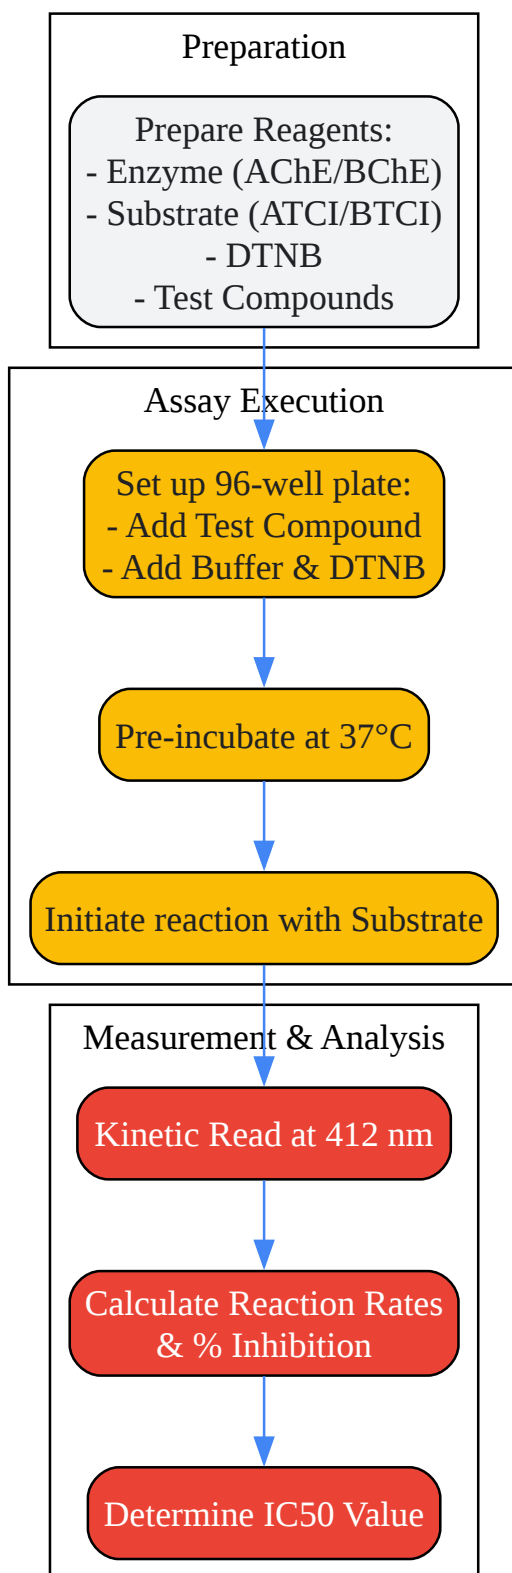 Preparation
Prepare Reagents:
- Enzyme (AChE/BChE)
- Substrate (ATCI/BTCI)
- DTNB
- Test Compounds
Assay Execution
Set up 96-well plate:
- Add Test Compound
- Add Buffer & DTNB
Pre-incubate at 37°C
Initiate reaction with Substrate
Measurement & Analysis
Kinetic Read at 412 nm
Calculate Reaction Rates
& % Inhibition
Determine IC50 Value